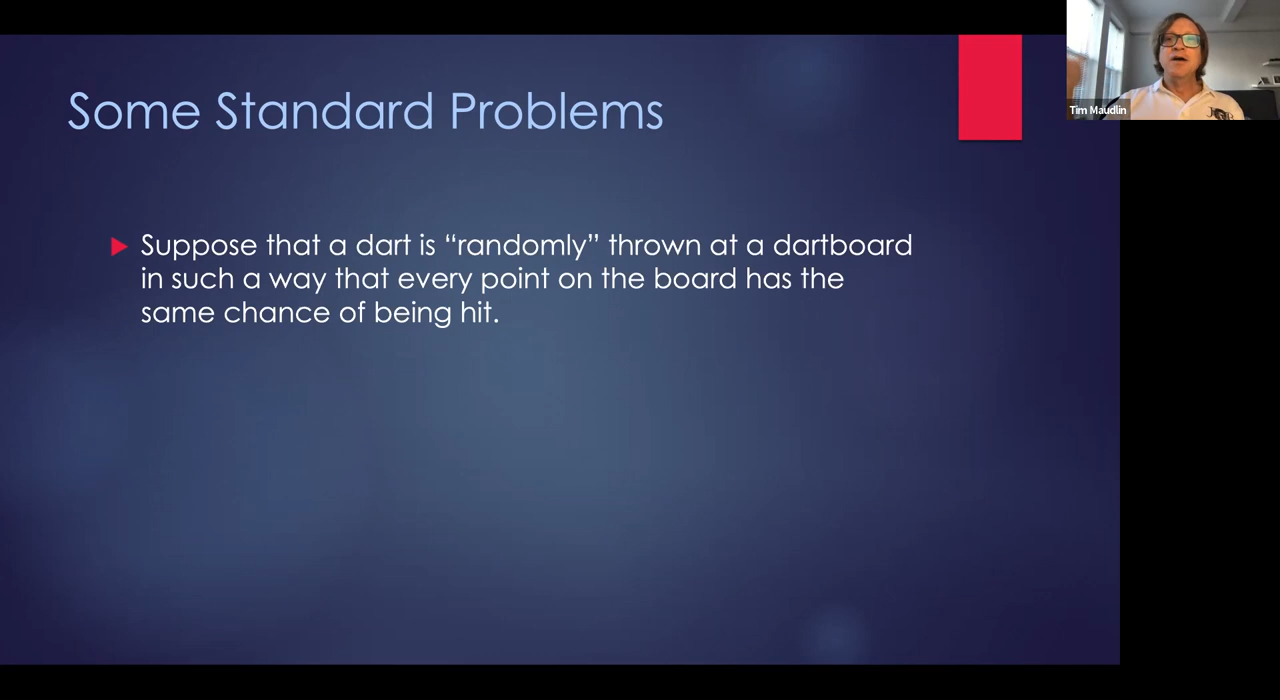 Some Standard Problems
Suppose that a dart is “randomly” thrown at a dartboard
in such a way that every point on the board has the
same chance of being hit.
Tim Maudlin